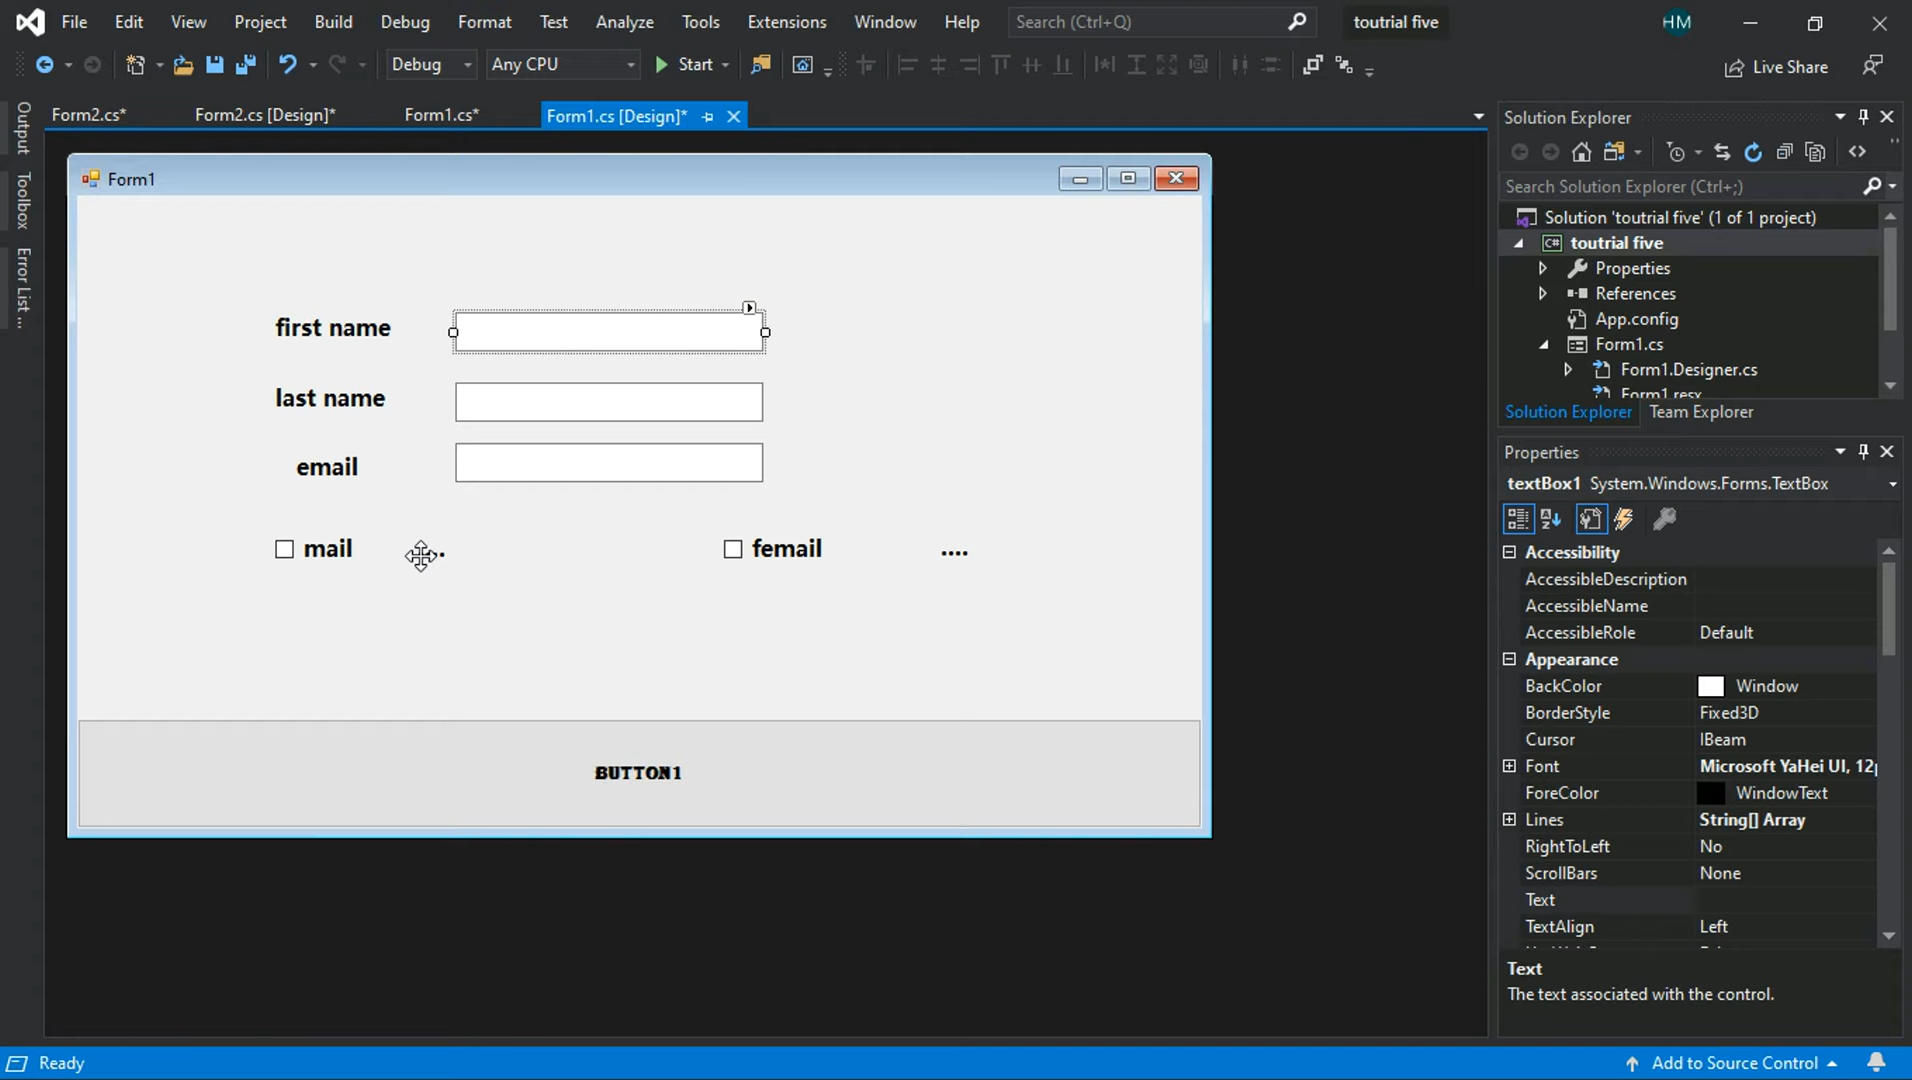 File Edit View Project Build Debug Format Test Analyze Tools Extensions Window Help Search (Ctrl+Q) toutrial five HM
Debug Any CPU Start Live Share
Form2.cs* Form2.cs [Design]* Form1.cs* Form1.cs [Design]*
Output
Toolbox
Error List ...
Form1
first name
last name
email
mail .
femail ....
BUTTON1
Solution Explorer
Search Solution Explorer (Ctrl+;)
Solution 'toutrial five' (1 of 1 project)
toutrial five
Properties
References
App.config
Form1.cs
Form1.Designer.cs
Form1.resx
Solution Explorer Team Explorer
Properties
textBox1 System.Windows.Forms.TextBox
Accessibility
AccessibleDescription
AccessibleName
AccessibleRole Default
Appearance
BackColor Window
BorderStyle Fixed3D
Cursor IBeam
Font Microsoft YaHei UI, 12p
ForeColor WindowText
Lines String[] Array
RightToLeft No
ScrollBars None
Text
TextAlign Left
Text
The text associated with the control.
Ready Add to Source Control